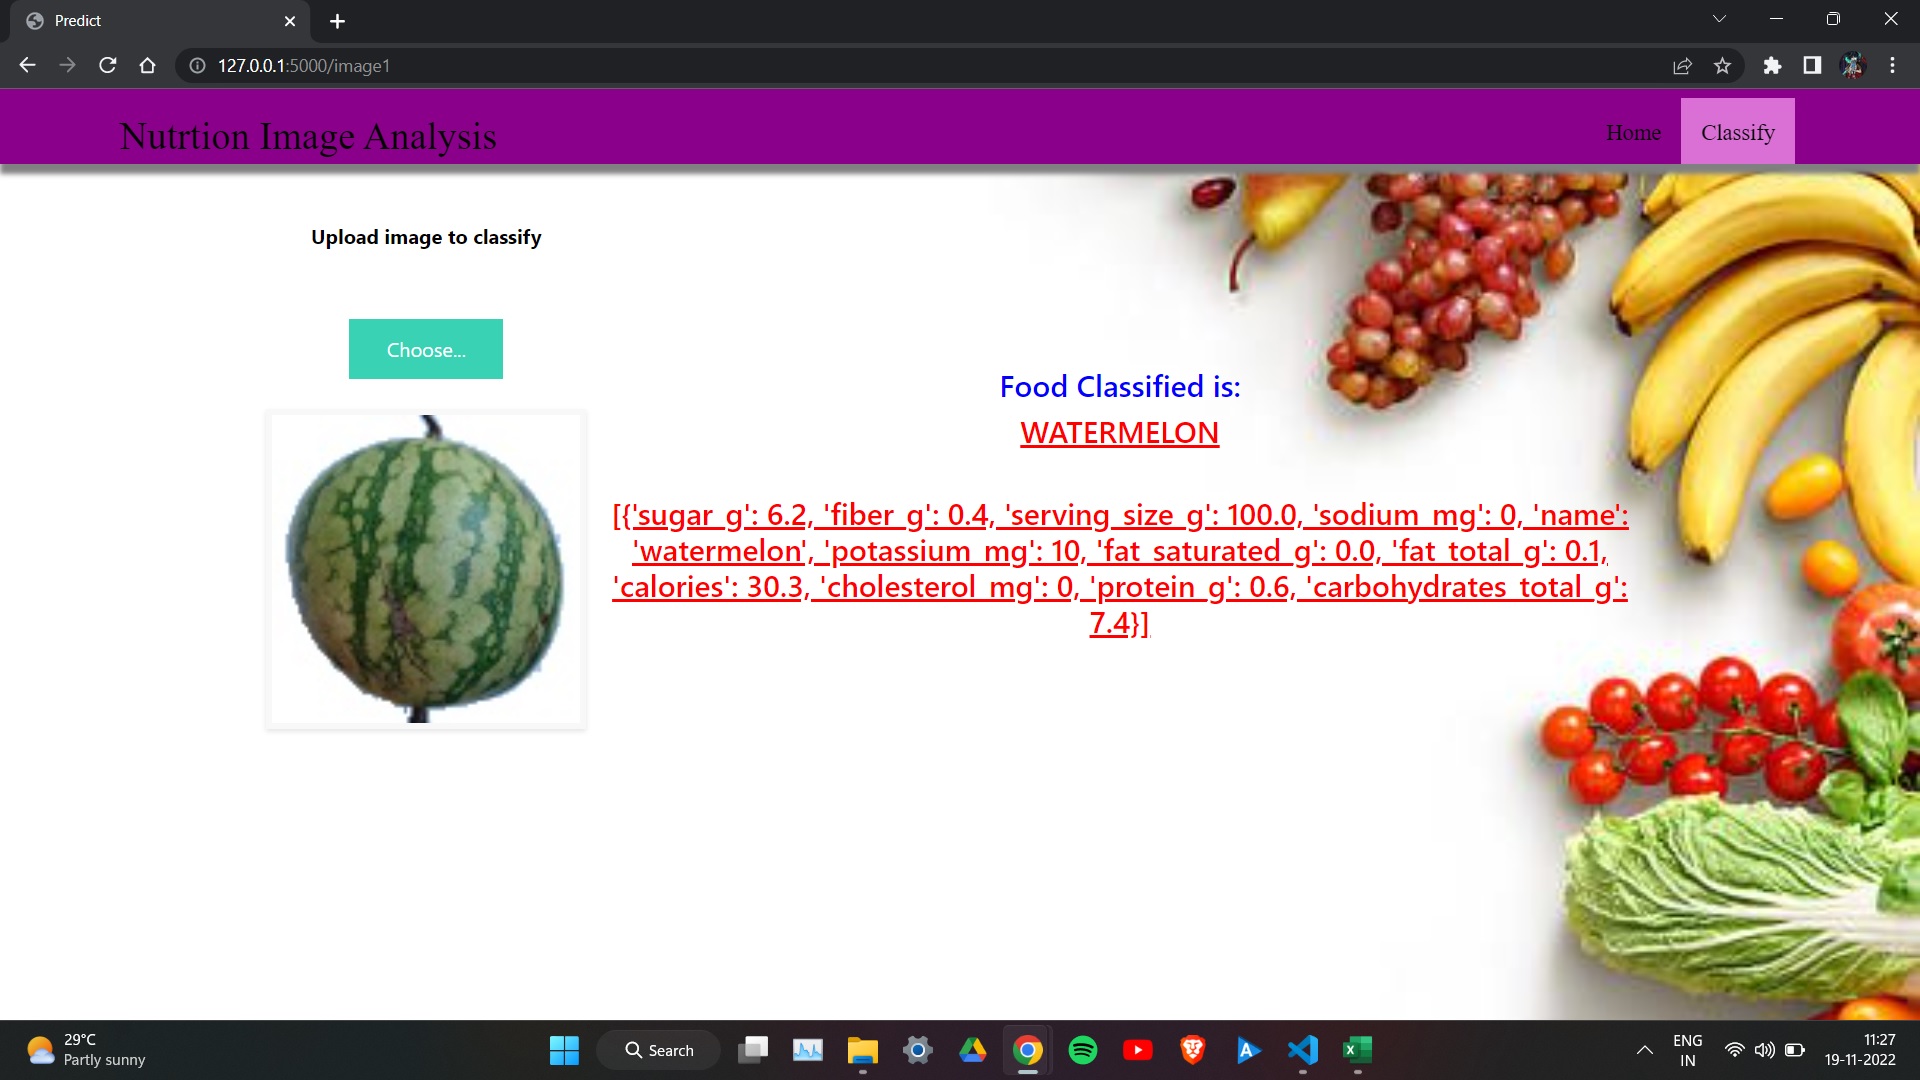 Predict
127.0.0.1:5000/image1
Nutrtion Image Analysis
Home
Classify
Upload image to classify
Choose...
Food Classified is:
WATERMELON
[{'sugar_g': 6.2, 'fiber_g': 0.4, 'serving_size_g': 100.0, 'sodium_mg': 0, 'name':
'watermelon', 'potassium_mg': 10, 'fat_saturated_g': 0.0, 'fat_total_g': 0.1,
'calories': 30.3, 'cholesterol_mg': 0, 'protein_g': 0.6, 'carbohydrates_total_g':
7.4}]
29°C
Partly sunny
Search
ENG
IN
11:27
19-11-2022